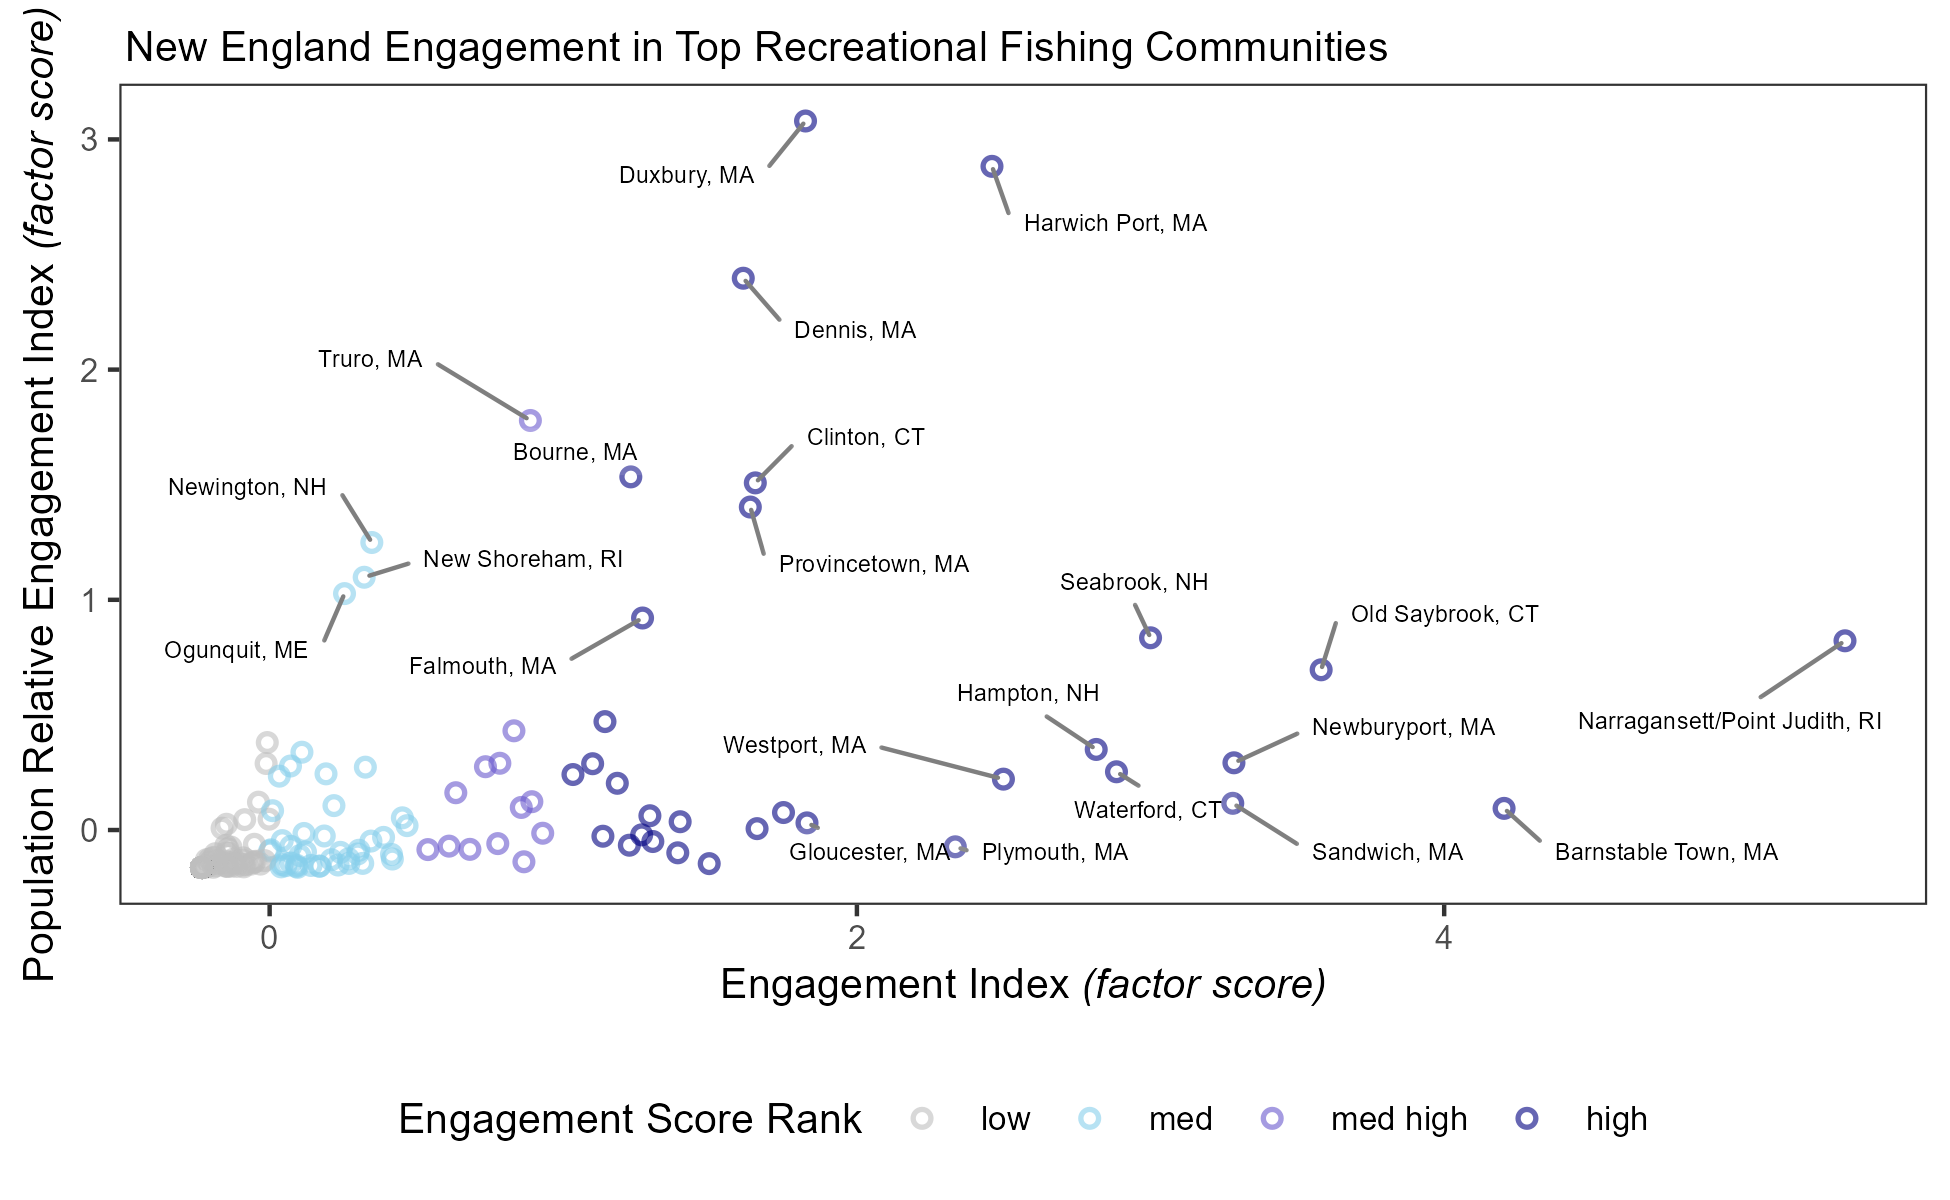 New England Engagement in Top Recreational Fishing Communities
Population Relative Engagement Index (factor score)
3
2
1
0
Duxbury, MA
Harwich Port, MA
Dennis, MA
Truro, MA
Clinton, CT
Bourne, MA
Newington, NH
New Shoreham, RI
Provincetown, MA
Seabrook, NH
Old Saybrook, CT
Ogunquit, ME
Falmouth, MA
Hampton, NH
Narragansett/Point Judith, RI
Newburyport, MA
Westport, MA
Waterford, CT
Gloucester, MA
Plymouth, MA
Sandwich, MA
Barnstable Town, MA
0
2
4
Engagement Index (factor score)
Engagement Score Rank
low
med
med high
high